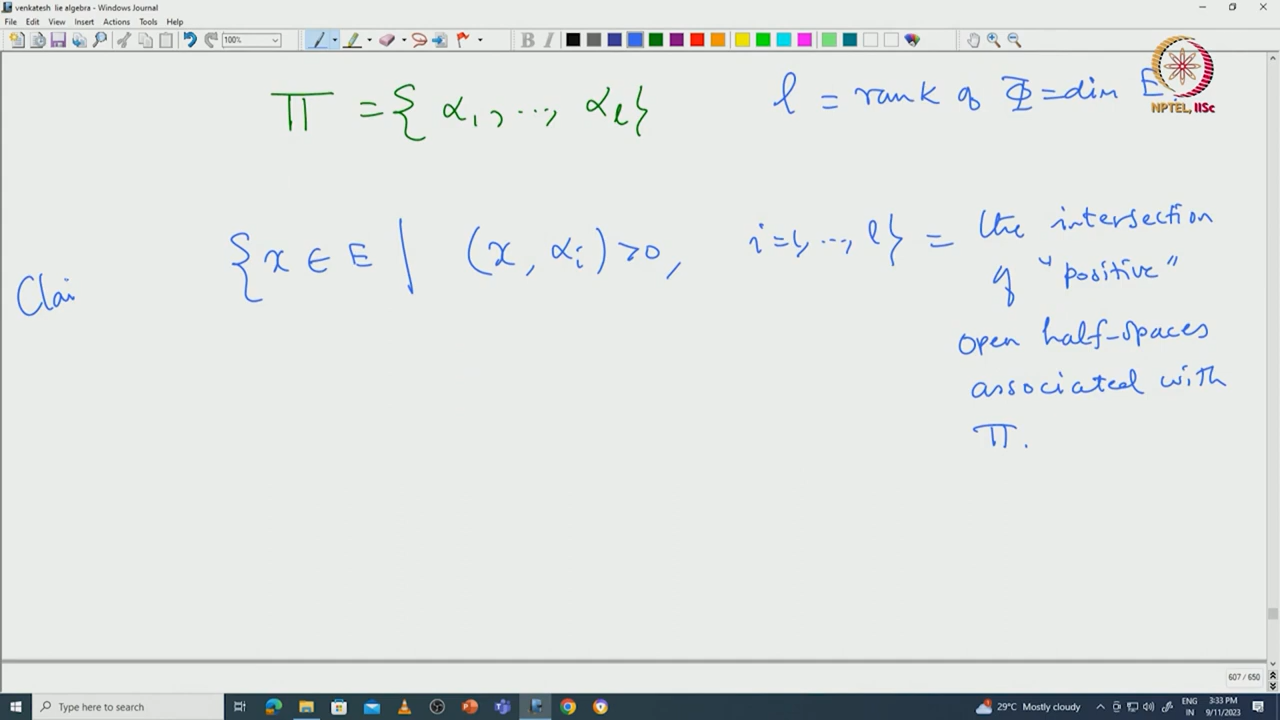 venkatesh lie algebra - Windows Journal
File Edit View Insert Actions Tools Help
100%
Π = { α₁, ..., αₗ} l = rank of Φ = dim E
NPTEL, IISc
{x ∈ E | (x, αᵢ) > 0, i=1, ..., l} = the intersection
of "positive"
Clai
open half-spaces
associated with
Π.
607 / 650
Type here to search
29°C Mostly cloudy
ENG
IN
3:33 PM
9/11/2023